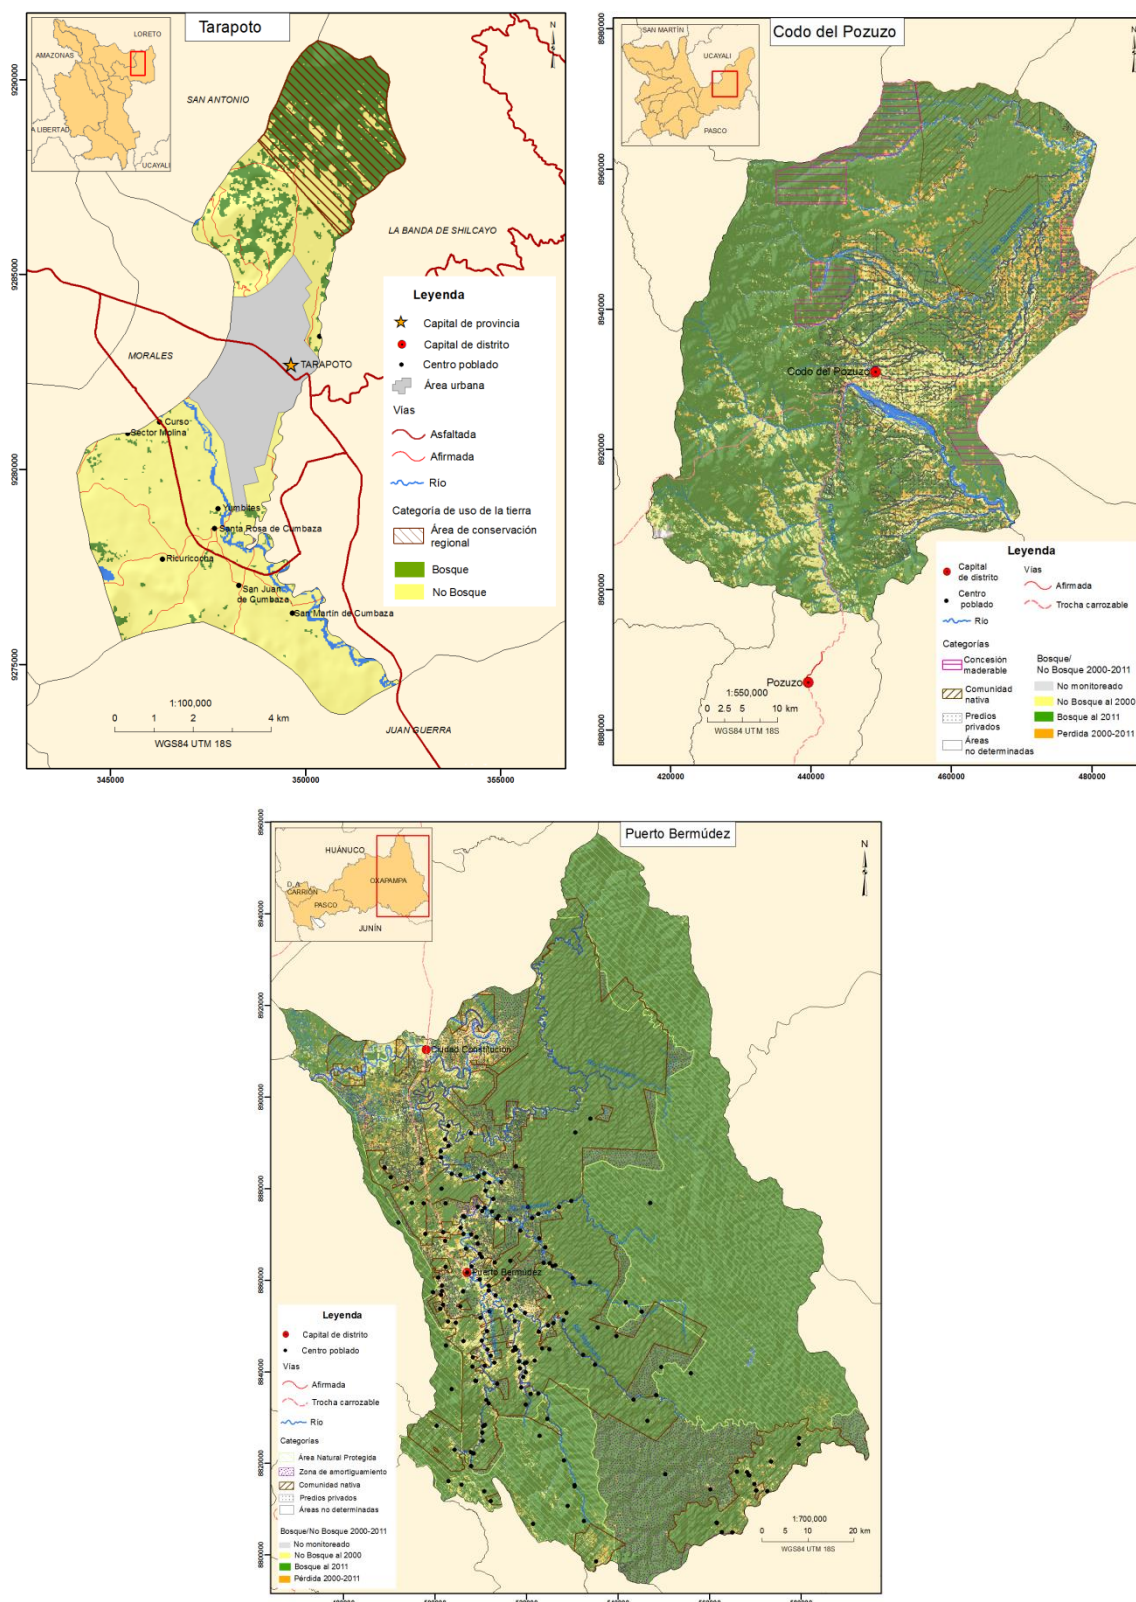 Tarapoto
N
LORETO
AMAZONAS
A LIBERTAD
UCAYALI
SAN ANTONIO
LA BANDA DE SHILCAYO
MORALES
TARAPOTO
Curso
Sector Molina
Yumbites
Santa Rosa de Cumbaza
Ricuricocha
San Juan
de Cumbaza
San Martín de Cumbaza
JUAN GUERRA
Leyenda
Capital de provincia
Capital de distrito
Centro poblado
Área urbana
Vías
Asfaltada
Afirmada
Río
Categoría de uso de la tierra
Área de conservación
regional
Bosque
No Bosque
1:100,000
0 2 4 km
WGS84 UTM 18S
9290000
9285000
9280000
9275000
345000 350000 355000
Codo del Pozuzo
N
SAN MARTÍN
UCAYALI
PASCO
Codo del Pozuzo
Pozuzo
1:550,000
0 2.5 5 10 km
WGS84 UTM 18S
Leyenda
Capital
de distrito
Centro
poblado
Río
Vías
Afirmada
Trocha carrozable
Categorías
Concesión
maderable
Comunidad
nativa
Predios
privados
Áreas
no determinadas
Bosque/
No Bosque 2000-2011
No monitoreado
No Bosque al 2000
Bosque al 2011
Perdida 2000-2011
8980000
8960000
8940000
8920000
8900000
8880000
420000 440000 460000 480000
Puerto Bermúdez
N
HUÁNUCO
D. A.
CARRIÓN
OXAPAMPA
PASCO
JUNÍN
Ciudad Constitución
Puerto Bermúdez
Leyenda
Capital de distrito
Centro poblado
Vías
Afirmada
Trocha carrozable
Río
Categorías
Área Natural Protegida
Zona de amortiguamiento
Comunidad nativa
Predios privados
Áreas no determinadas
Bosque/No Bosque 2000-2011
No monitoreado
No Bosque al 2000
Bosque al 2011
Pérdida 2000-2011
1:700,000
0 5 10 20 km
WGS84 UTM 18S
8960000
8940000
8920000
8900000
8880000
8860000
8840000
8820000
8800000